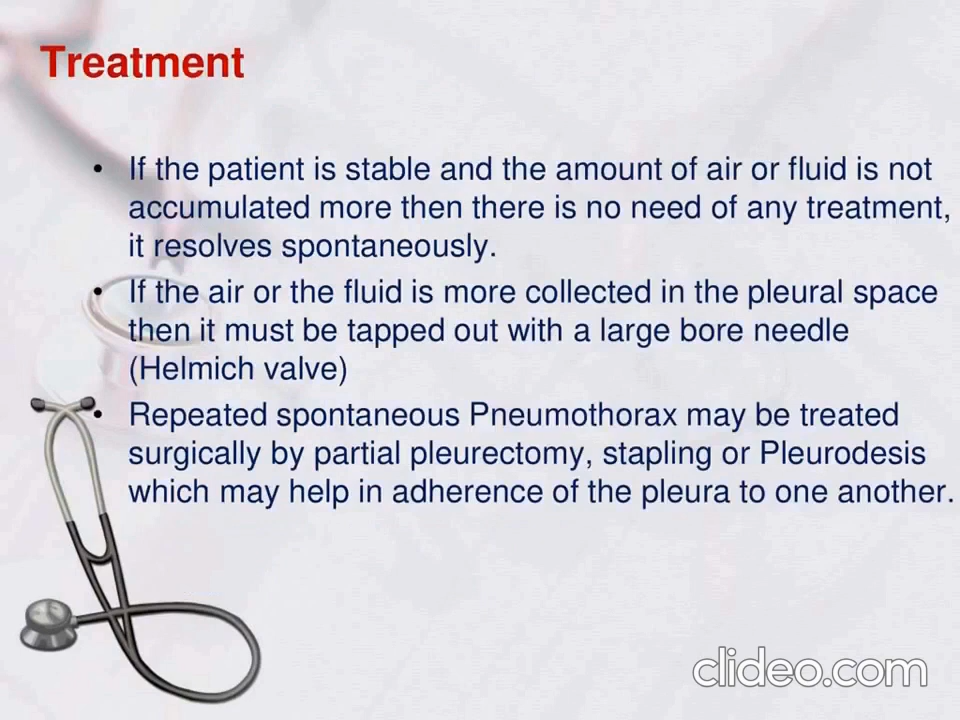 Treatment
• If the patient is stable and the amount of air or fluid is not
accumulated more then there is no need of any treatment,
it resolves spontaneously.
• If the air or the fluid is more collected in the pleural space
then it must be tapped out with a large bore needle
(Helmich valve)
• Repeated spontaneous Pneumothorax may be treated
surgically by partial pleurectomy, stapling or Pleurodesis
which may help in adherence of the pleura to one another.
clideo.com